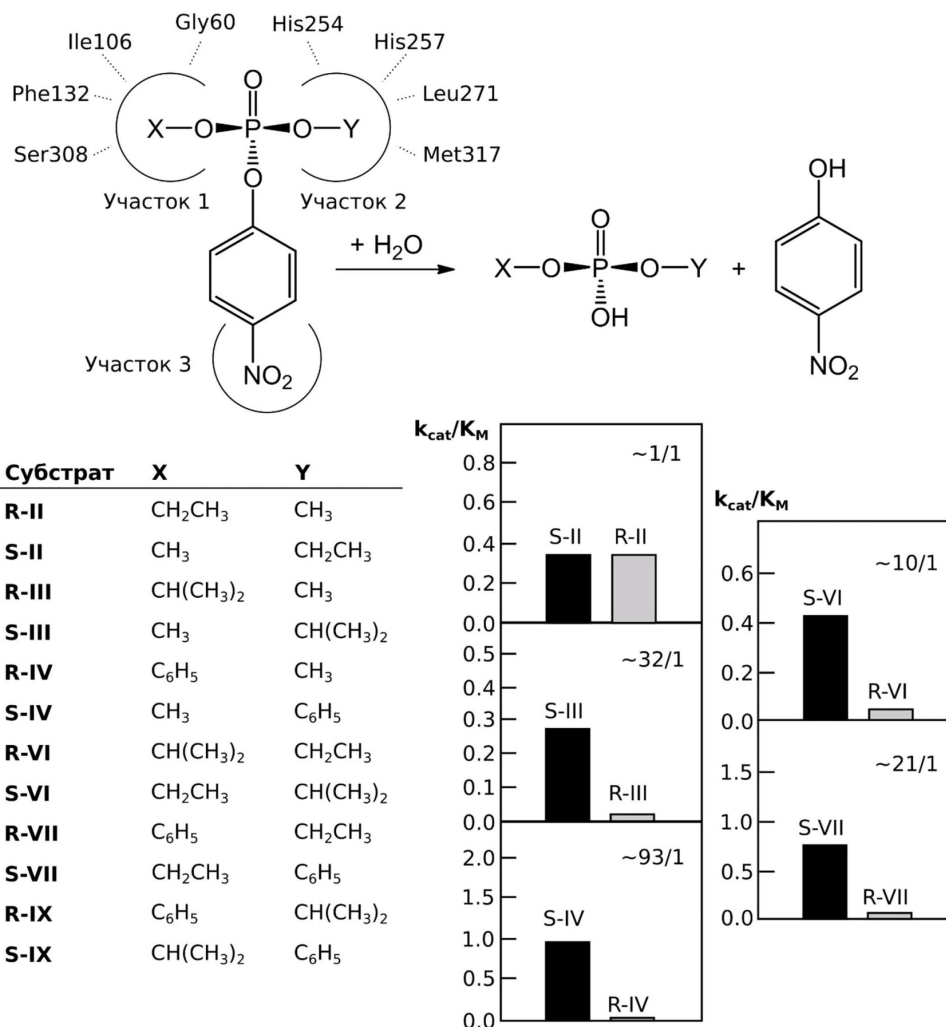 Gly60
His254
Ile106
His257
Phe132
Leu271
Ser308
Met317
O
X—O—P—O—Y
O
Участок 1
Участок 2
+ H₂O
NO₂
Участок 3
O
X—O—P—O—Y
OH
+
OH
NO₂
Субстрат X Y
R-II CH₂CH₃ CH₃
S-II CH₃ CH₂CH₃
R-III CH(CH₃)₂ CH₃
S-III CH₃ CH(CH₃)₂
R-IV C₆H₅ CH₃
S-IV CH₃ C₆H₅
R-VI CH(CH₃)₂ CH₂CH₃
S-VI CH₂CH₃ CH(CH₃)₂
R-VII C₆H₅ CH₂CH₃
S-VII CH₂CH₃ C₆H₅
R-IX C₆H₅ CH(CH₃)₂
S-IX CH(CH₃)₂ C₆H₅
k_cat/K_M
~1/1
0.8
0.6
0.4
0.2
0.0
S-II R-II
~32/1
0.5
0.4
0.3
0.2
0.1
0.0
S-III
R-III
~93/1
2.0
1.5
1.0
0.5
0.0
S-IV
R-IV
k_cat/K_M
~10/1
0.6
0.4
0.2
0.0
S-VI
R-VI
~21/1
1.5
1.0
0.5
0.0
S-VII
R-VII